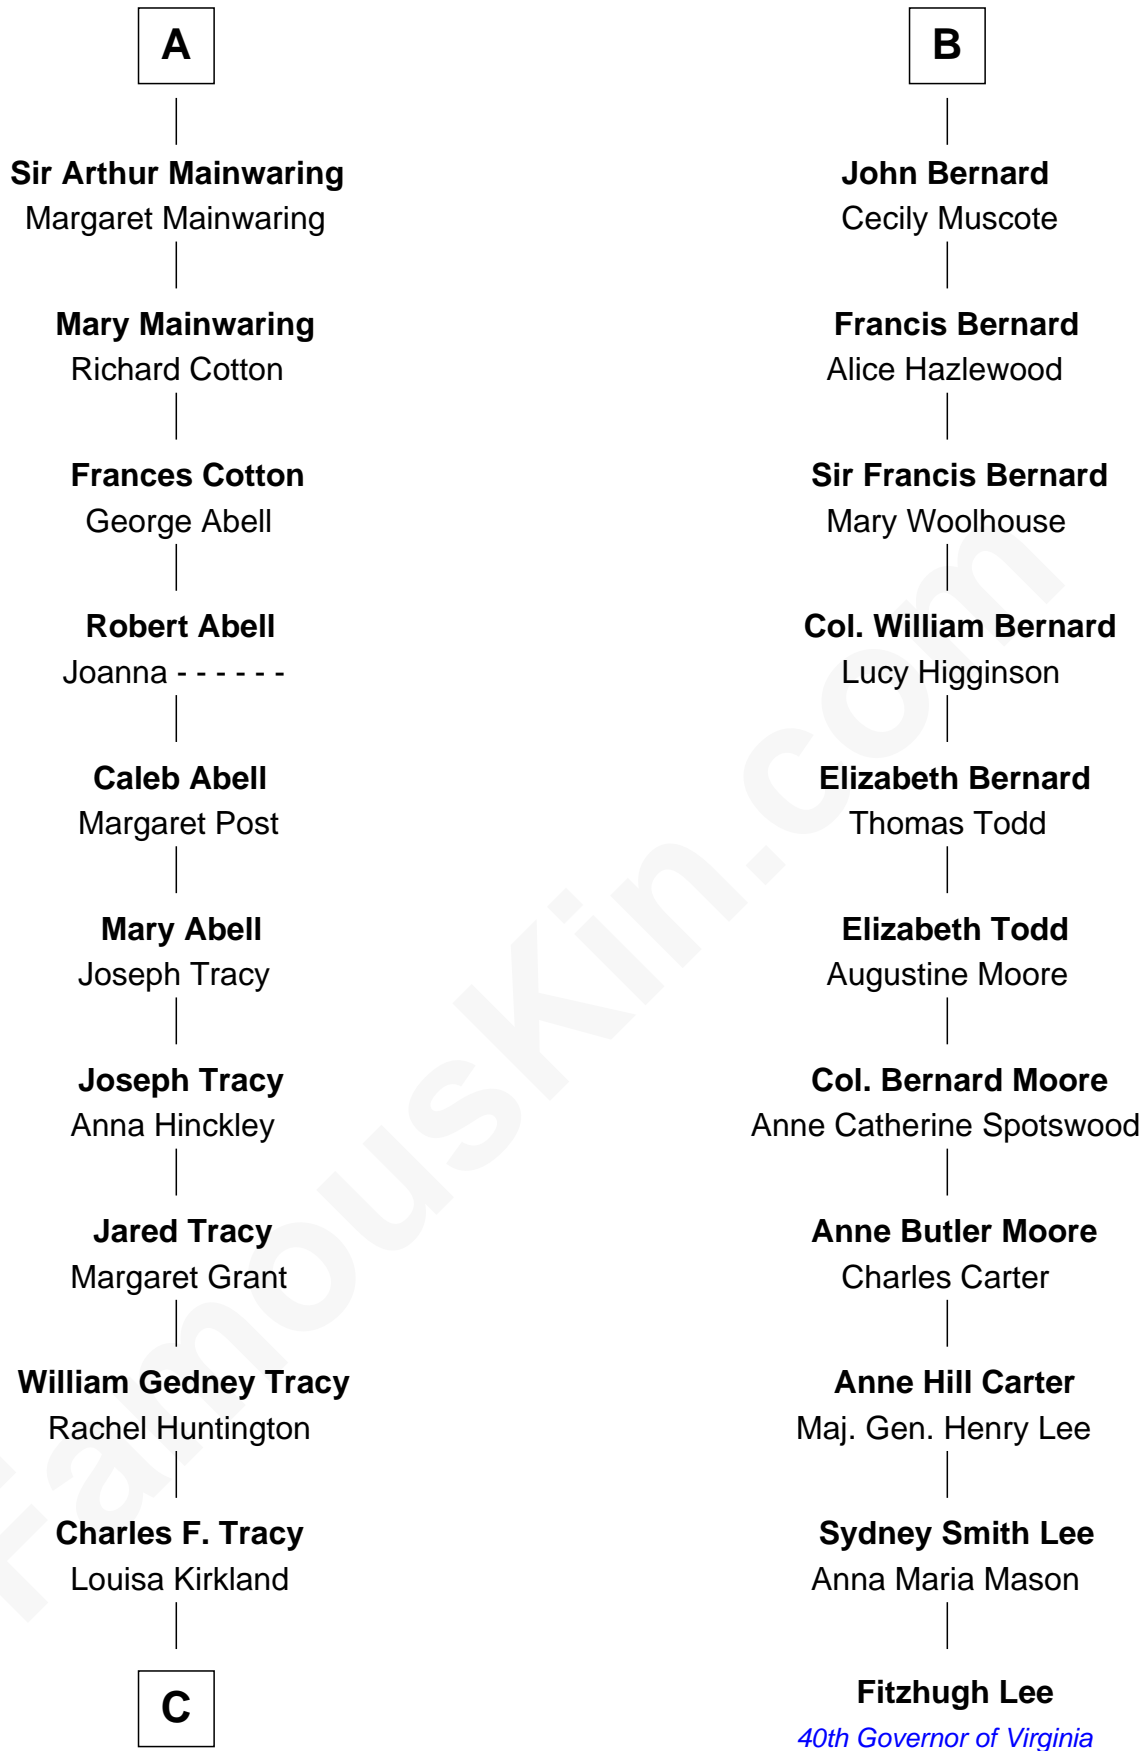 A
Sir Arthur Mainwaring
Margaret Mainwaring
Mary Mainwaring
Richard Cotton
Frances Cotton
George Abell
Robert Abell
Joanna - - - - - -
Caleb Abell
Margaret Post
Mary Abell
Joseph Tracy
Joseph Tracy
Anna Hinckley
Jared Tracy
Margaret Grant
William Gedney Tracy
Rachel Huntington
Charles F. Tracy
Louisa Kirkland
C
B
John Bernard
Cecily Muscote
Francis Bernard
Alice Hazlewood
Sir Francis Bernard
Mary Woolhouse
Col. William Bernard
Lucy Higginson
Elizabeth Bernard
Thomas Todd
Elizabeth Todd
Augustine Moore
Col. Bernard Moore
Anne Catherine Spotswood
Anne Butler Moore
Charles Carter
Anne Hill Carter
Maj. Gen. Henry Lee
Sydney Smith Lee
Anna Maria Mason
Fitzhugh Lee
40th Governor of Virginia
FamousKin.com